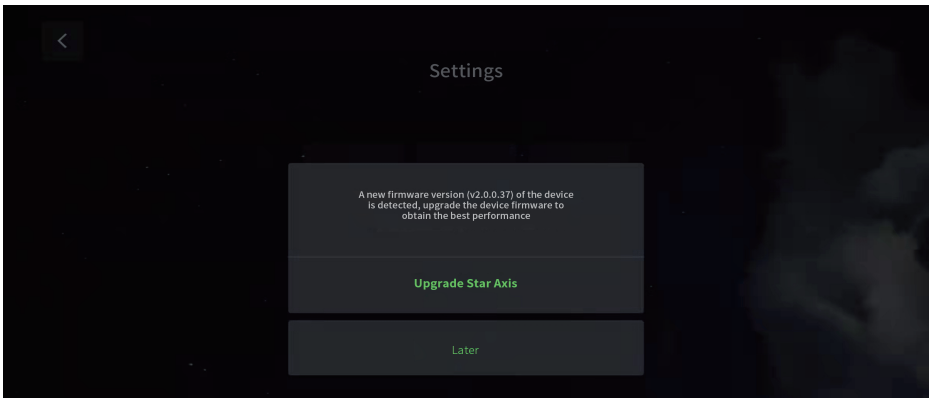 Settings
A new firmware version (v2.0.0.37) of the device
is detected, upgrade the device firmware to
obtain the best performance
Upgrade Star Axis
Later